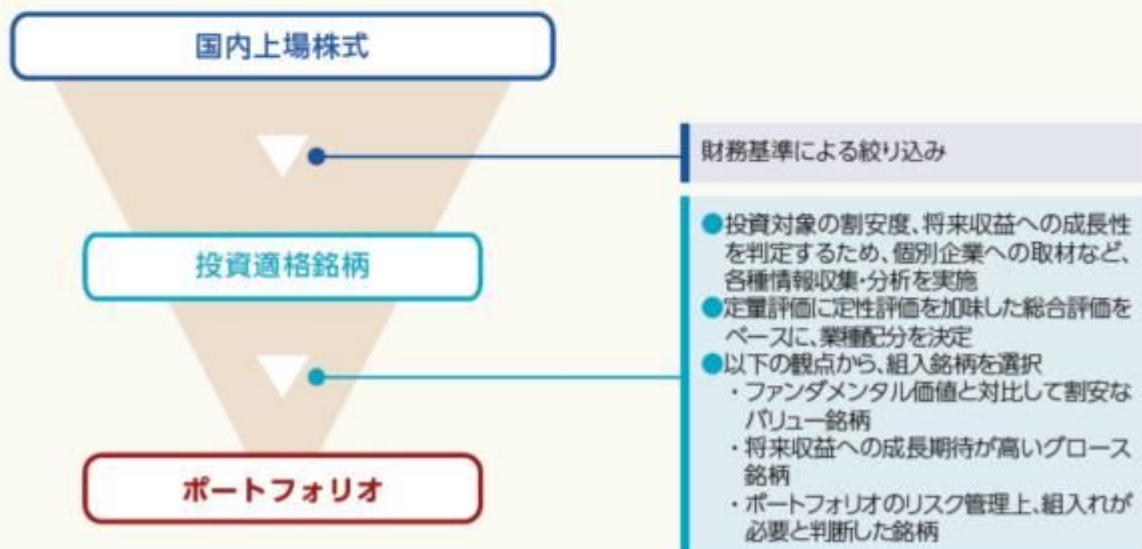 国内上場株式
財務基準による絞り込み
投資適格銘柄
●投資対象の割安度、将来収益への成長性
を判定するため、個別企業への取材など、
各種情報収集・分析を実施
●定量評価に定性評価を加味した総合評価を
ベースに、業種配分を決定
●以下の観点から、組入銘柄を選択
・ファンダメンタル価値と対比して割安な
バリュー銘柄
・将来収益への成長期待が高いグロース
銘柄
・ポートフォリオのリスク管理上、組入れが
必要と判断した銘柄
ポートフォリオ